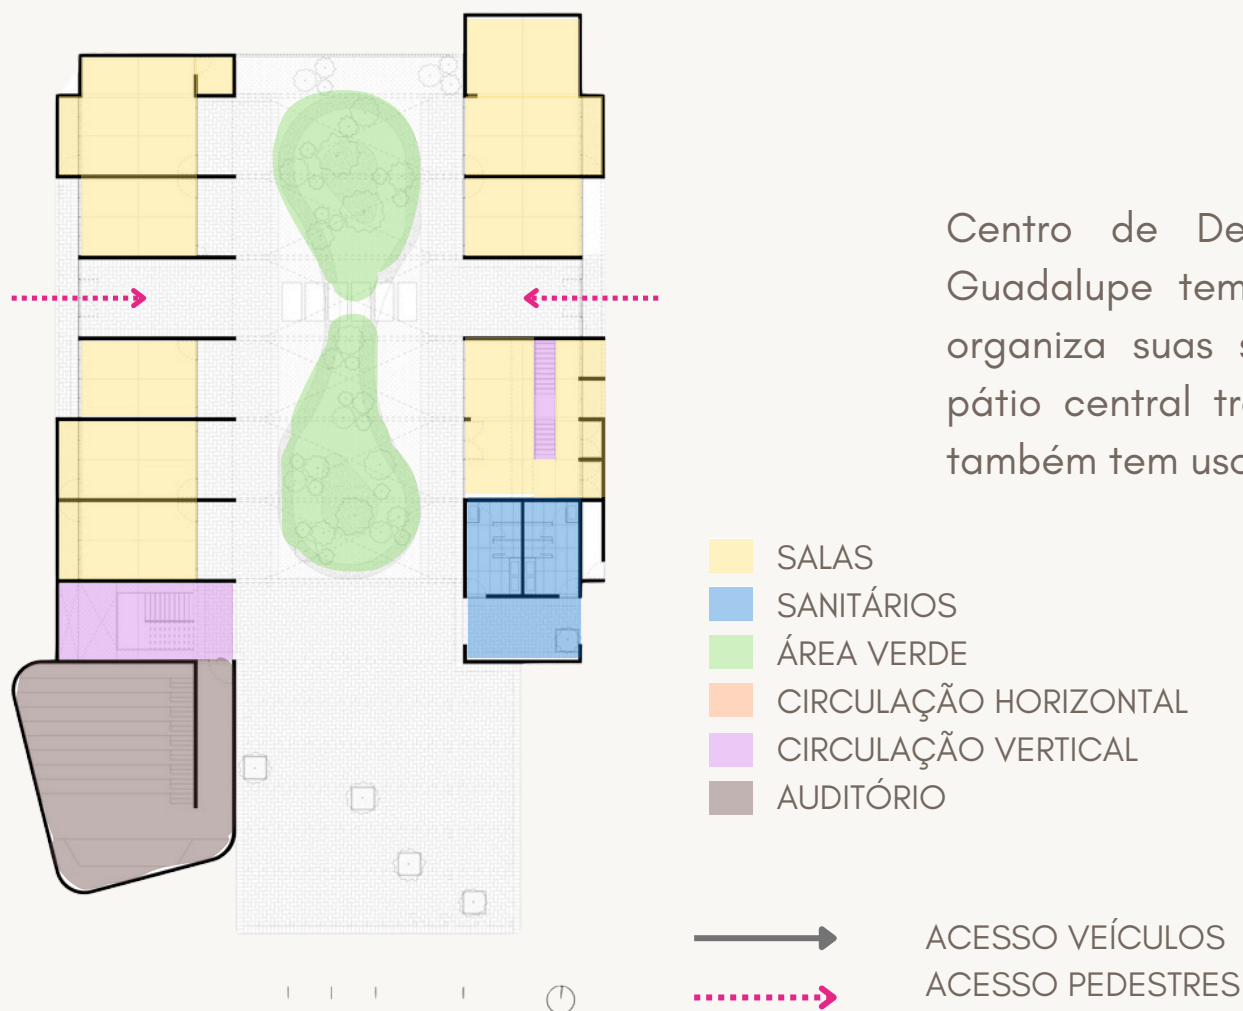 Centro de De
Guadalupe tem
organiza suas s
pátio central tr
também tem uso
SALAS
SANITÁRIOS
ÁREA VERDE
CIRCULAÇÃO HORIZONTAL
CIRCULAÇÃO VERTICAL
AUDITÓRIO
ACESSO VEÍCULOS
ACESSO PEDESTRES